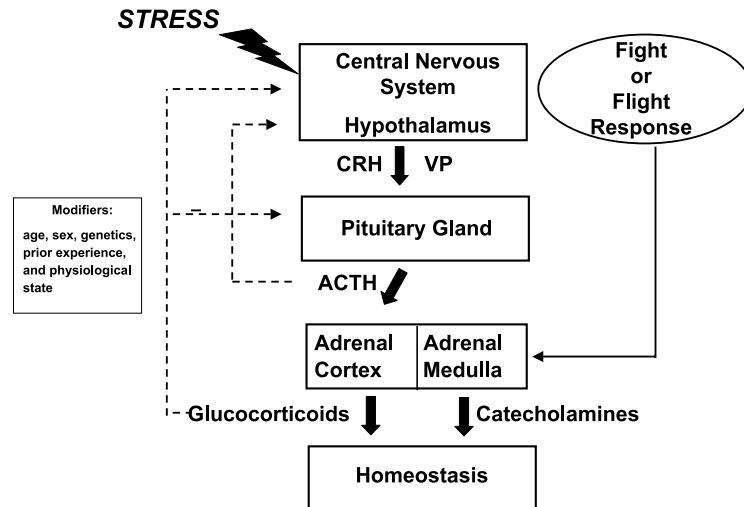 STRESS
Central Nervous
System
Hypothalamus
Fight
or
Flight
Response
CRH
VP
Modifiers:
age, sex, genetics,
prior experience,
and physiological
state
–
Pituitary Gland
ACTH
Adrenal
Cortex
Adrenal
Medulla
Glucocorticoids
Catecholamines
Homeostasis